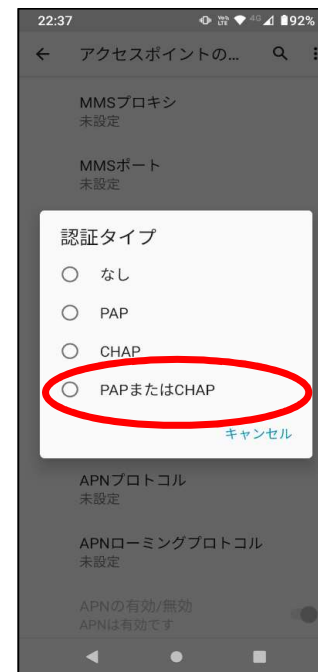 22:37
4G 92%
アクセスポイントの...
MMSプロキシ
未設定
MMSポート
未設定
認証タイプ
なし
PAP
CHAP
PAPまたはCHAP
キャンセル
APNプロトコル
未設定
APNローミングプロトコル
未設定
APNの有効/無効
APNは有効です